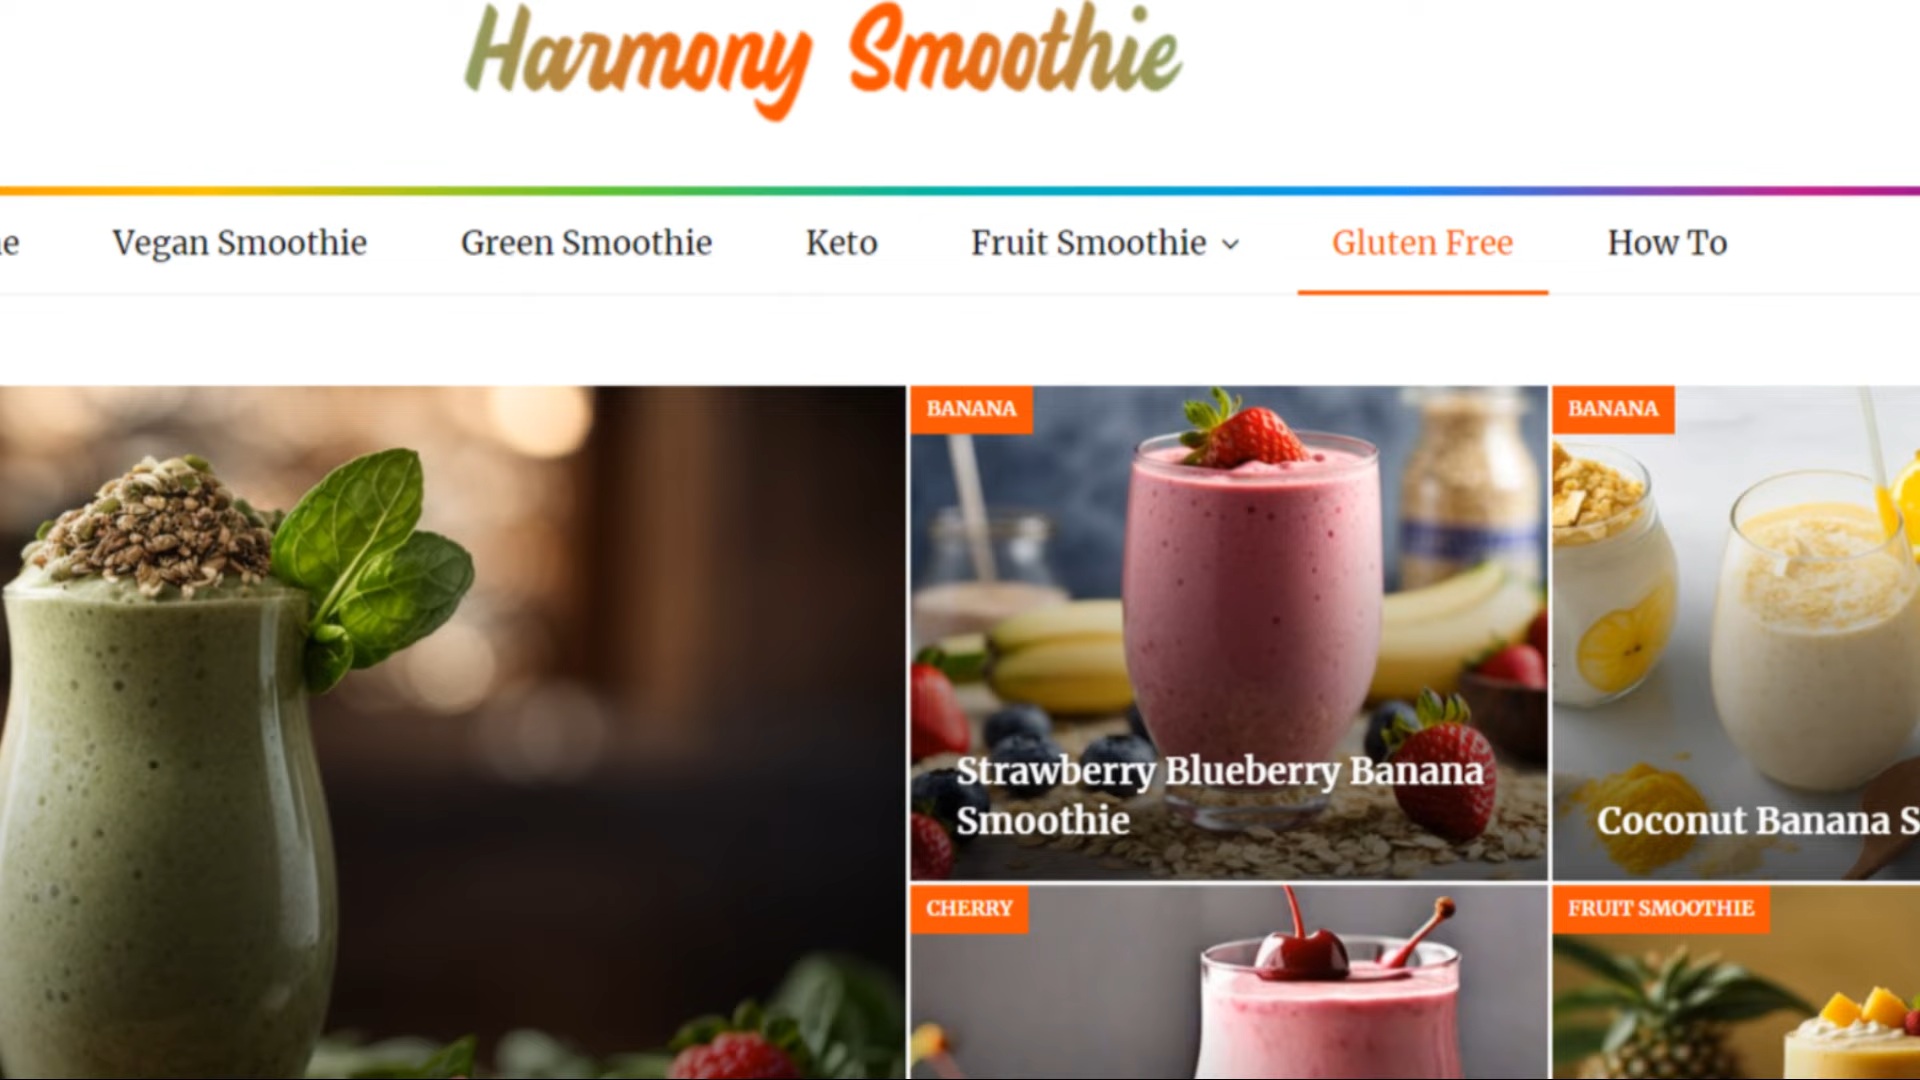 Harmony Smoothie
e
Vegan Smoothie
Green Smoothie
Keto
Fruit Smoothie
Gluten Free
How To
BANANA
Strawberry Blueberry Banana
Smoothie
BANANA
Coconut Banana S
CHERRY
FRUIT SMOOTHIE